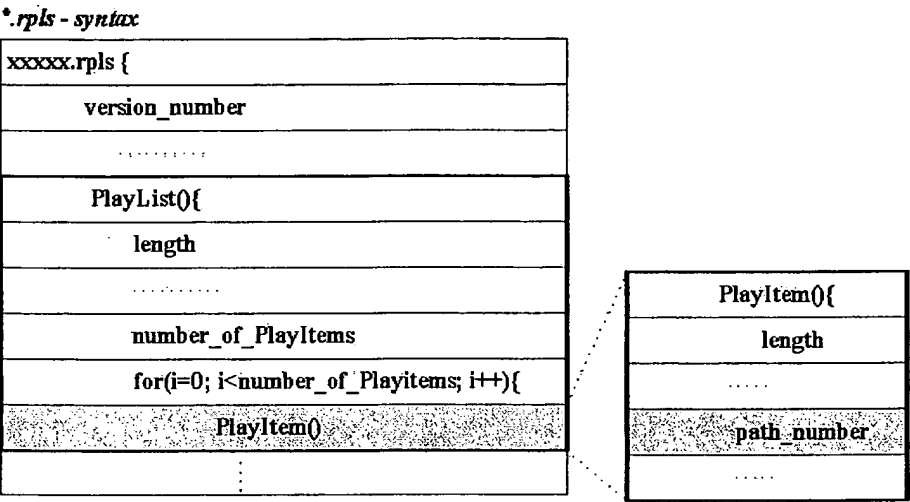 *.rpls - syntax
xxxxx.rpls {
version_number
..........
PlayList(){
length
..........
number_of_PlayItems
for(i=0; i<number_of_Playitems; i++){
PlayItem()
⋮
PlayItem(){
length
.....
path_number
.....